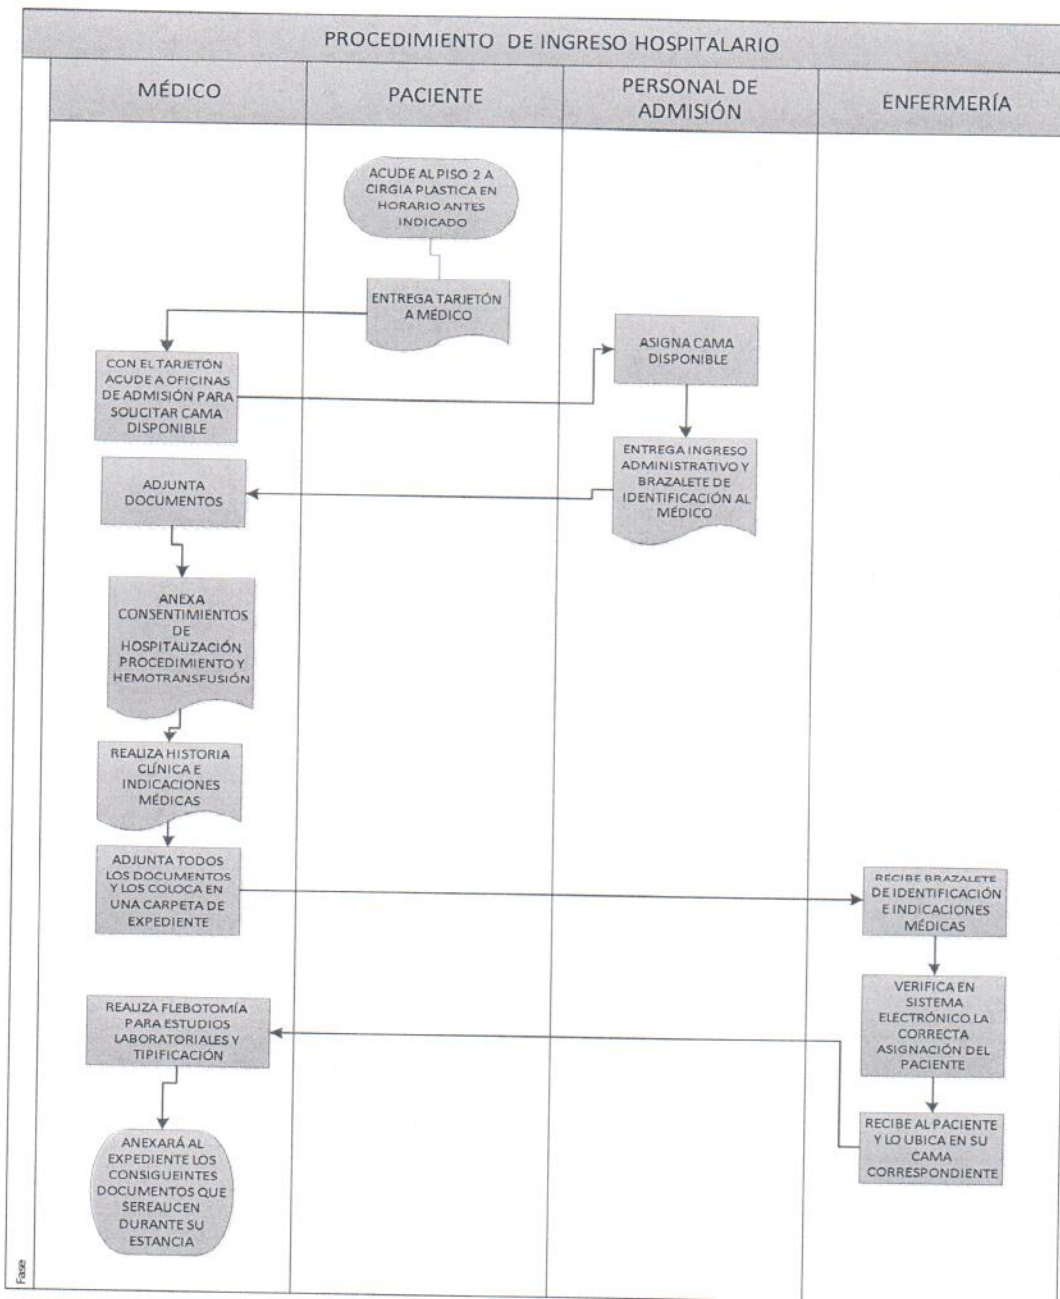 PROCEDIMIENTO DE INGRESO HOSPITALARIO
MÉDICO
PACIENTE
PERSONAL DE
ADMISIÓN
ENFERMERÍA
ACUDE AL PISO 2 A
CIRGIA PLASTICA EN
HORARIO ANTES
INDICADO
ENTREGA TARJETÓN
A MÉDICO
CON EL TARJETÓN
ACUDE A OFICINAS
DE ADMISIÓN PARA
SOLICITAR CAMA
DISPONIBLE
ASIGNA CAMA
DISPONIBLE
ENTREGA INGRESO
ADMINISTRATIVO Y
BRAZALETE DE
IDENTIFICACIÓN AL
MÉDICO
ADJUNTA
DOCUMENTOS
ANEXA
CONSENTIMIENTOS
DE
HOSPITALIZACIÓN,
PROCEDIMIENTO Y
HEMOTRANSFUSIÓN
REALIZA HISTORIA
CLÍNICA E
INDICACIONES
MÉDICAS
ADJUNTA TODOS
LOS DOCUMENTOS
Y LOS COLOCA EN
UNA CARPETA DE
EXPEDIENTE
RECIBE BRAZALETE
DE IDENTIFICACIÓN
E INDICACIONES
MÉDICAS
VERIFICA EN
SISTEMA
ELECTRÓNICO LA
CORRECTA
ASIGNACIÓN DEL
PACIENTE
RECIBE AL PACIENTE
Y LO UBICA EN SU
CAMA
CORRESPONDIENTE
REALIZA FLEBOTOMÍA
PARA ESTUDIOS
LABORATORIALES Y
TIPIFICACIÓN
ANEXARÁ AL
EXPEDIENTE LOS
CONSIGUEINTES
DOCUMENTOS QUE
SEREALICEN
DURANTE SU
ESTANCIA
Fase